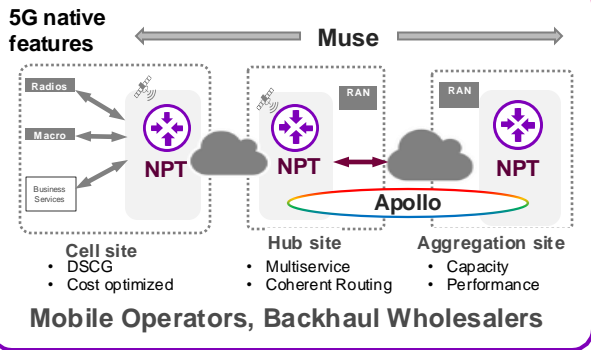 5G native
features
Muse
Radios
Macro
Business
Services
NPT
RAN
NPT
RAN
NPT
Apollo
Cell site
• DSCG
• Cost optimized
Hub site
• Multiservice
• Coherent Routing
Aggregation site
• Capacity
• Performance
Mobile Operators, Backhaul Wholesalers